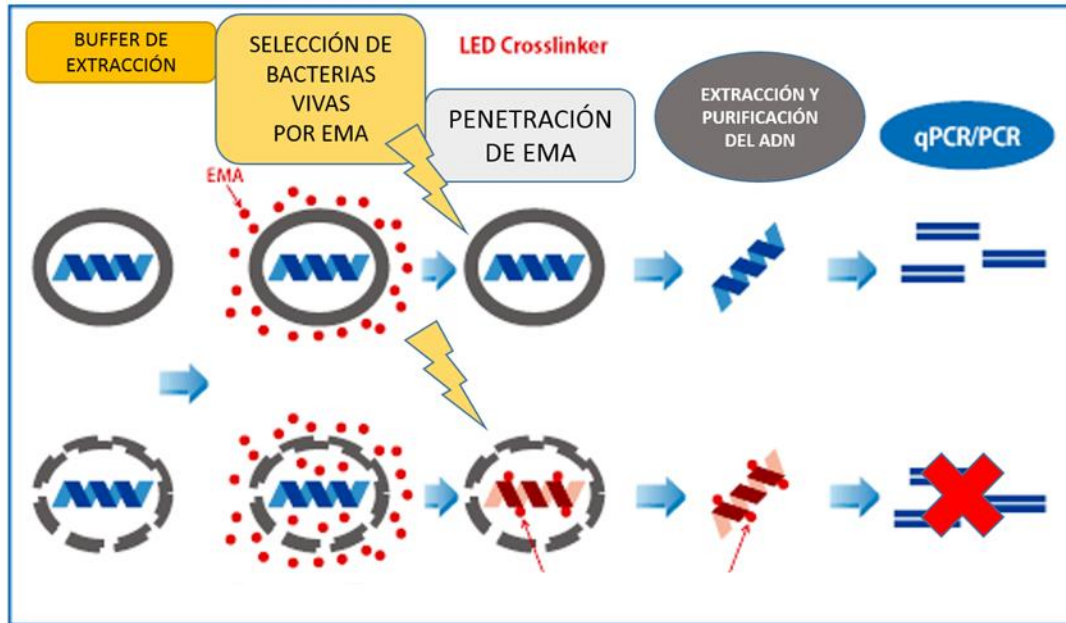 BUFFER DE
EXTRACCIÓN
SELECCIÓN DE
BACTERIAS
VIVAS
POR EMA
LED Crosslinker
PENETRACIÓN
DE EMA
EXTRACCIÓN Y
PURIFICACIÓN
DEL ADN
qPCR/PCR
EMA